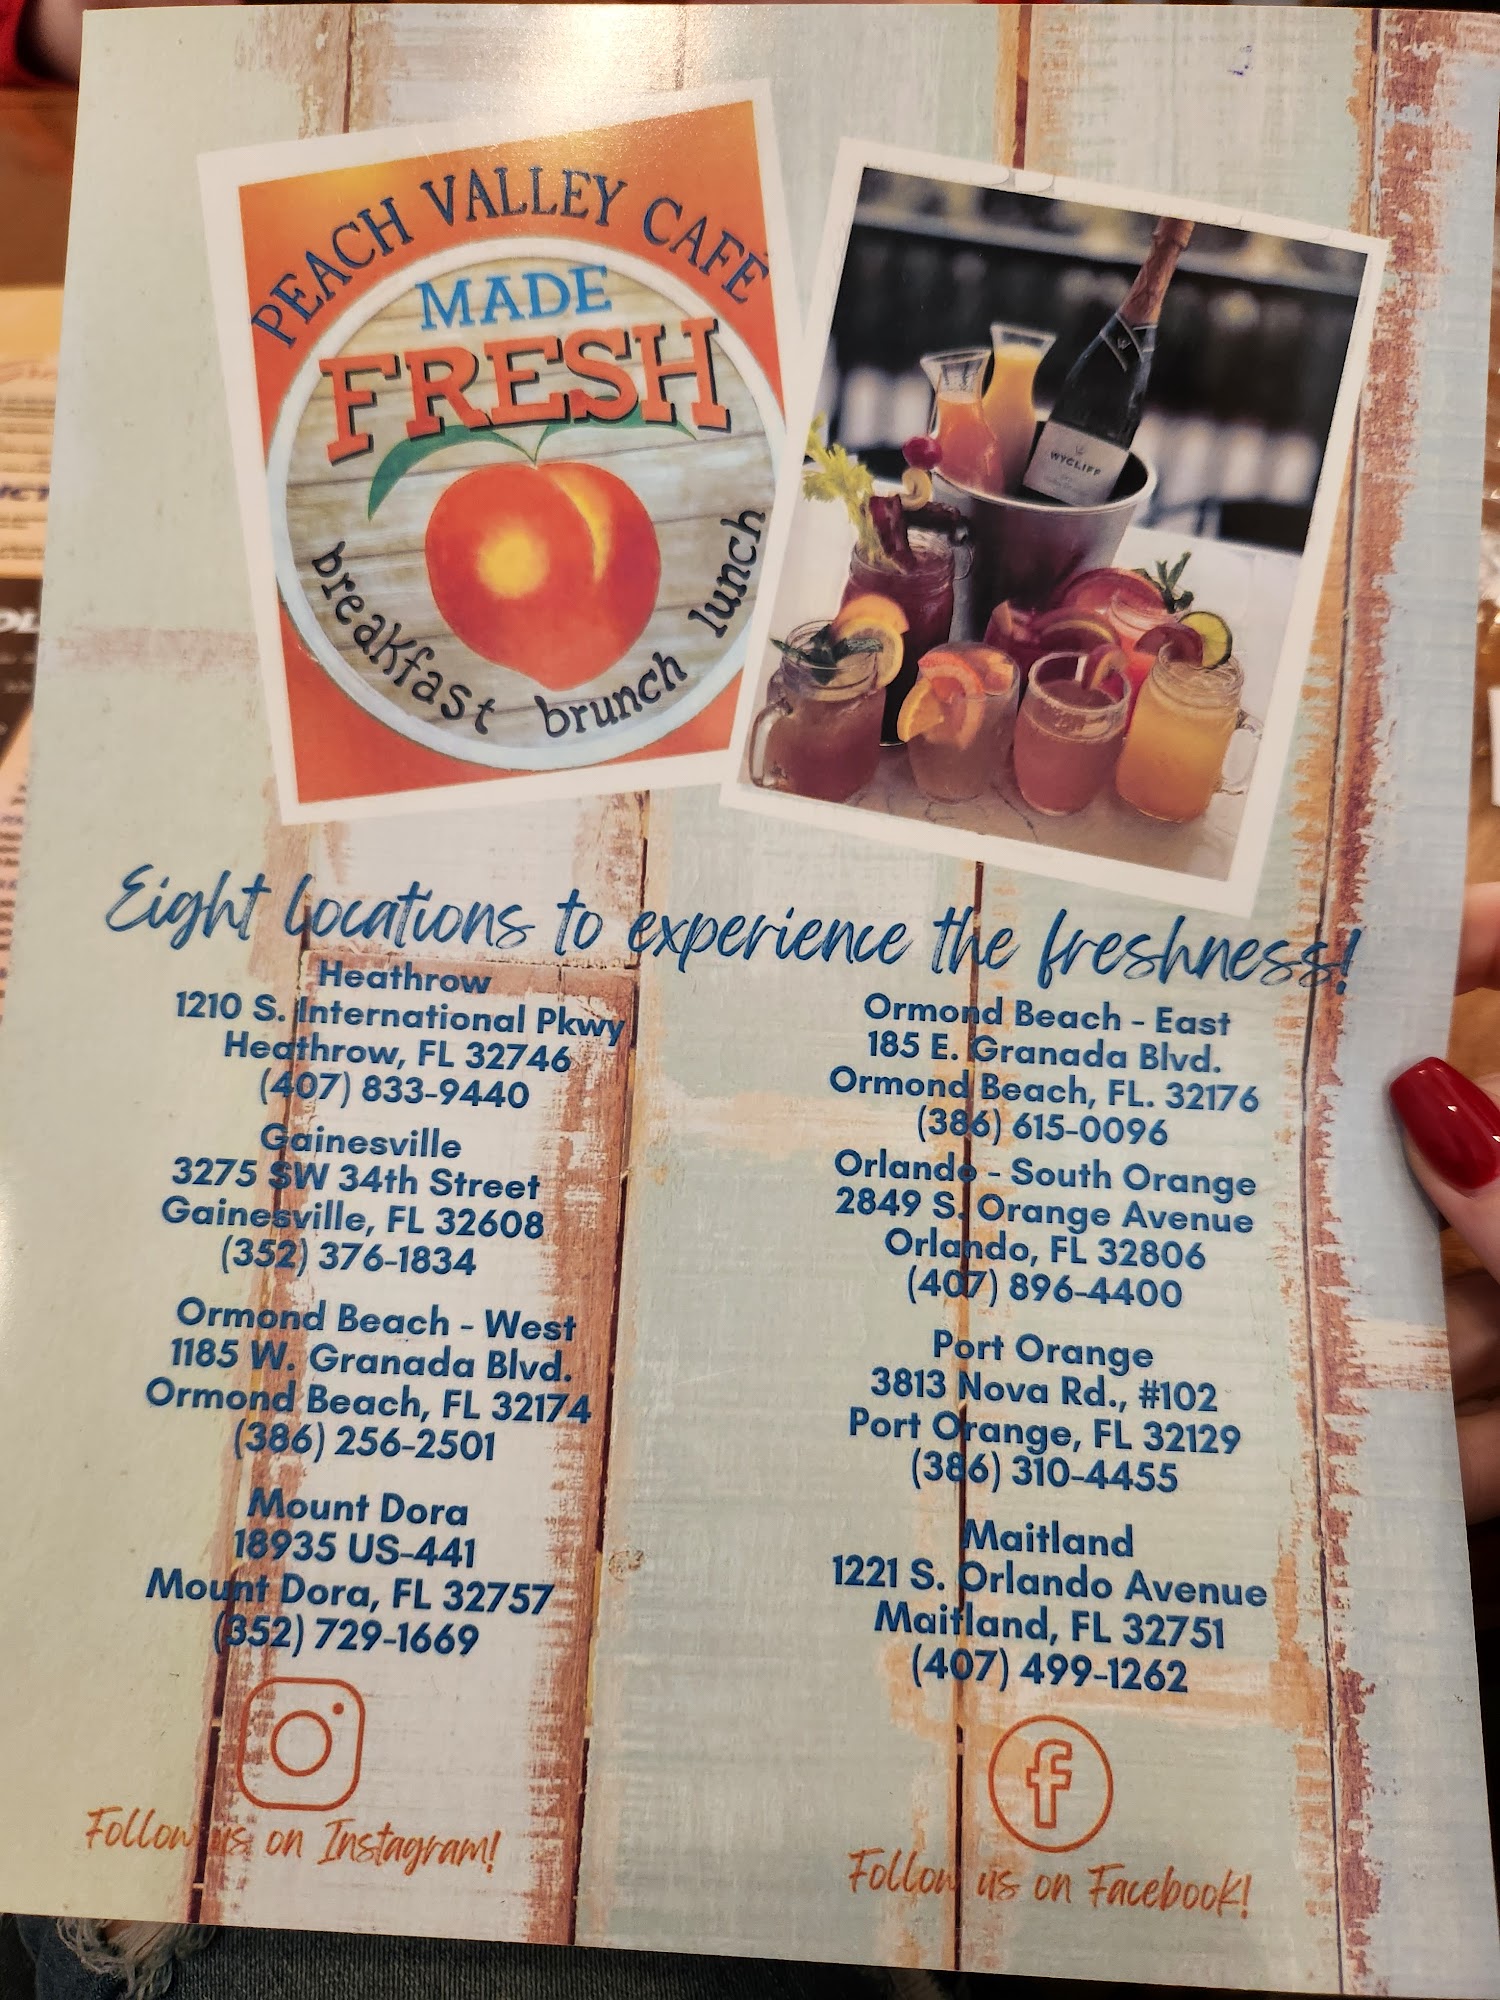 PEACH VALLEY CAFÉ
MADE
FRESH
breakfast brunch lunch
WYCLIFF
Eight locations to experience the freshness!
Heathrow
1210 S. International Pkwy
Heathrow, FL 32746
(407) 833-9440
Gainesville
3275 SW 34th Street
Gainesville, FL 32608
(352) 376-1834
Ormond Beach - West
1185 W. Granada Blvd.
Ormond Beach, FL 32174
(386) 256-2501
Mount Dora
18935 US-441
Mount Dora, FL 32757
(352) 729-1669
Follow us on Instagram!
Ormond Beach - East
185 E. Granada Blvd.
Ormond Beach, FL. 32176
(386) 615-0096
Orlando - South Orange
2849 S. Orange Avenue
Orlando, FL 32806
(407) 896-4400
Port Orange
3813 Nova Rd., #102
Port Orange, FL 32129
(386) 310-4455
Maitland
1221 S. Orlando Avenue
Maitland, FL 32751
(407) 499-1262
f
Follow us on Facebook!